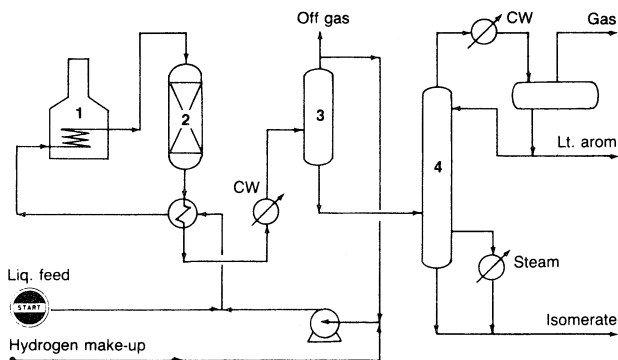 Off gas
CW
Gas
1
2
3
4
Lt. arom
CW
Steam
Liq. feed
START
Isomerate
Hydrogen make-up